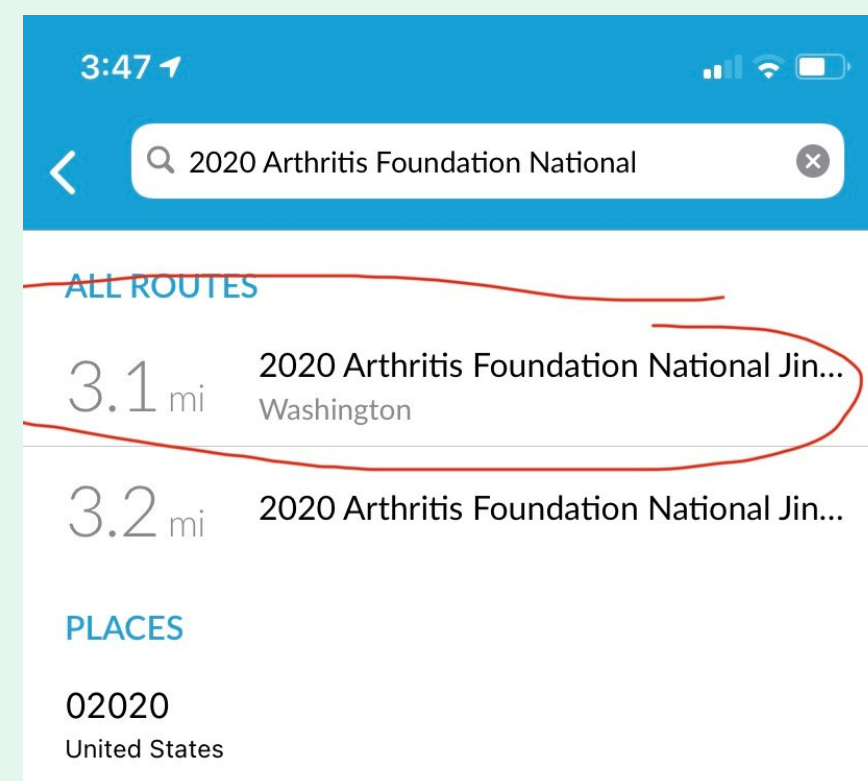 3:47
2020 Arthritis Foundation National
ALL ROUTES
3.1 mi
2020 Arthritis Foundation National Jin...
Washington
3.2 mi
2020 Arthritis Foundation National Jin...
PLACES
02020
United States